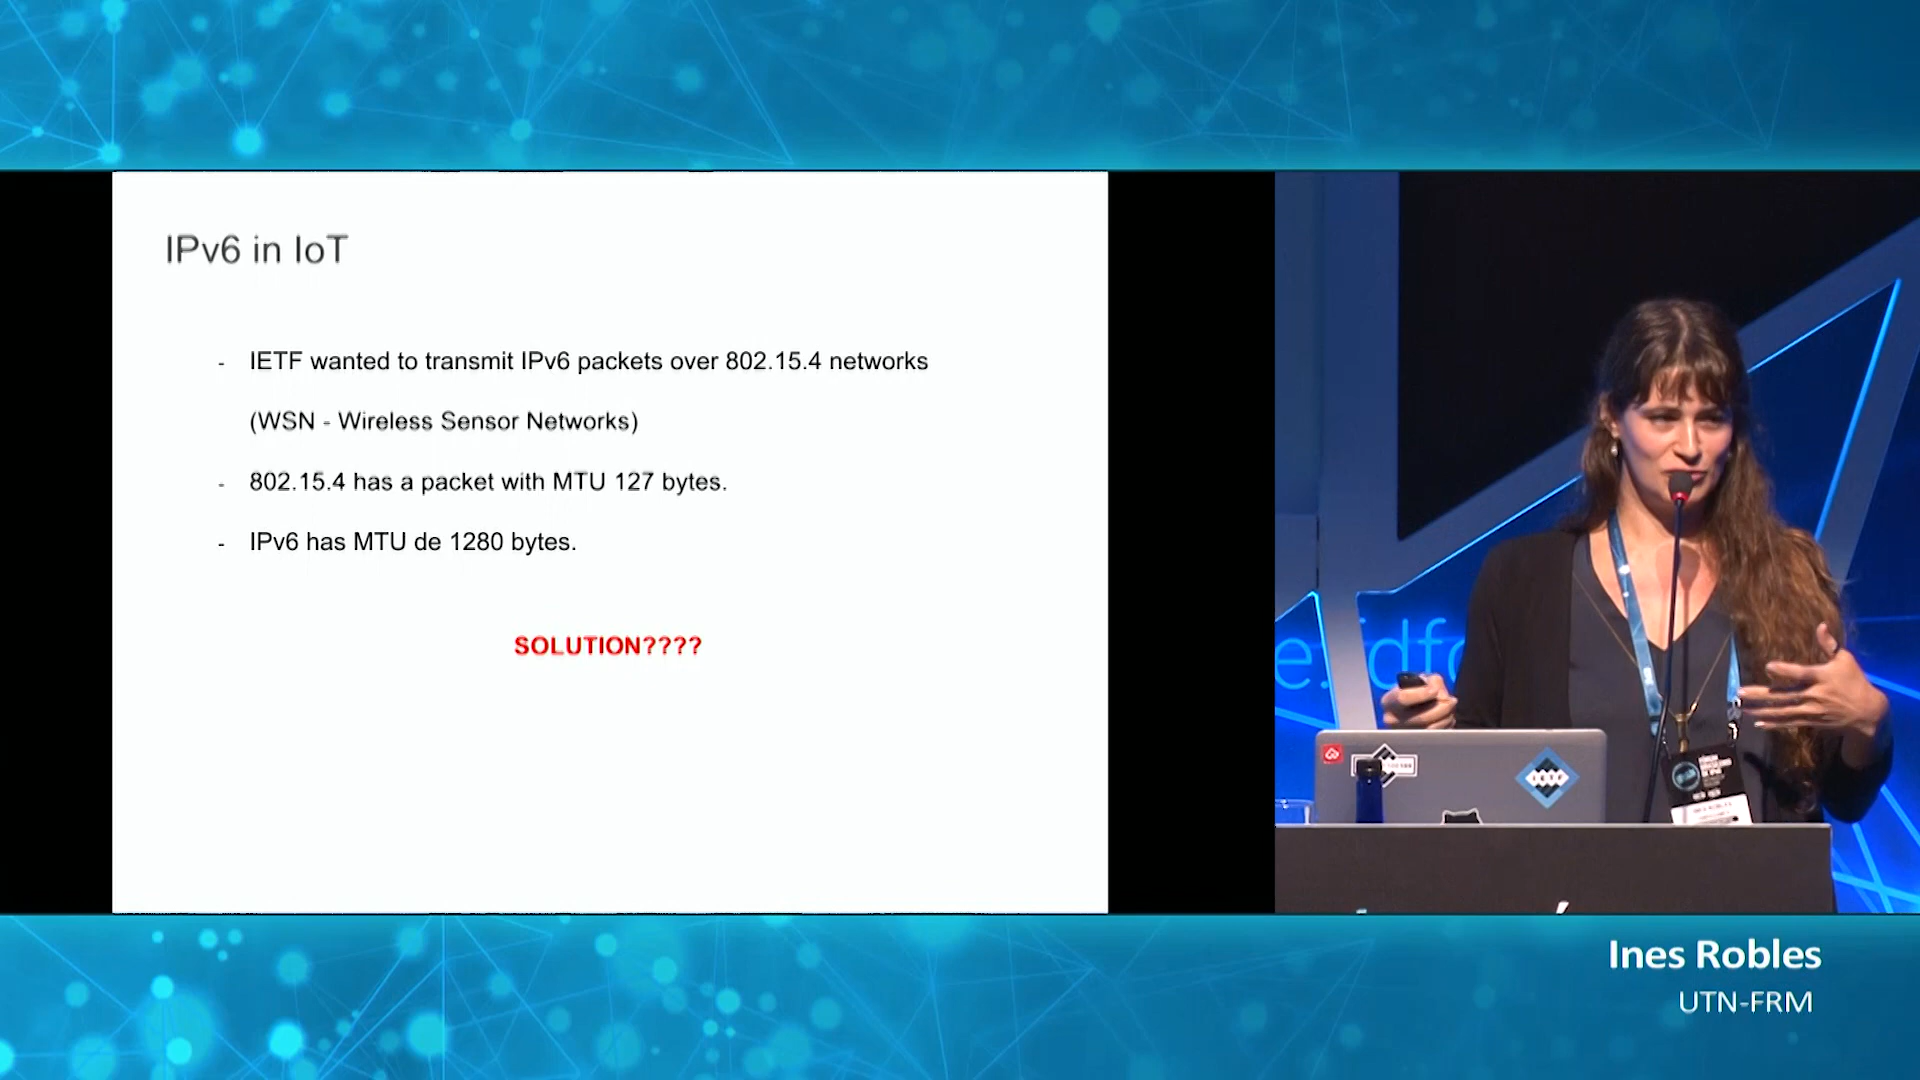 IPv6 in IoT
- IETF wanted to transmit IPv6 packets over 802.15.4 networks
(WSN - Wireless Sensor Networks)
- 802.15.4 has a packet with MTU 127 bytes.
- IPv6 has MTU de 1280 bytes.
SOLUTION????
IETF
Ines Robles
UTN-FRM